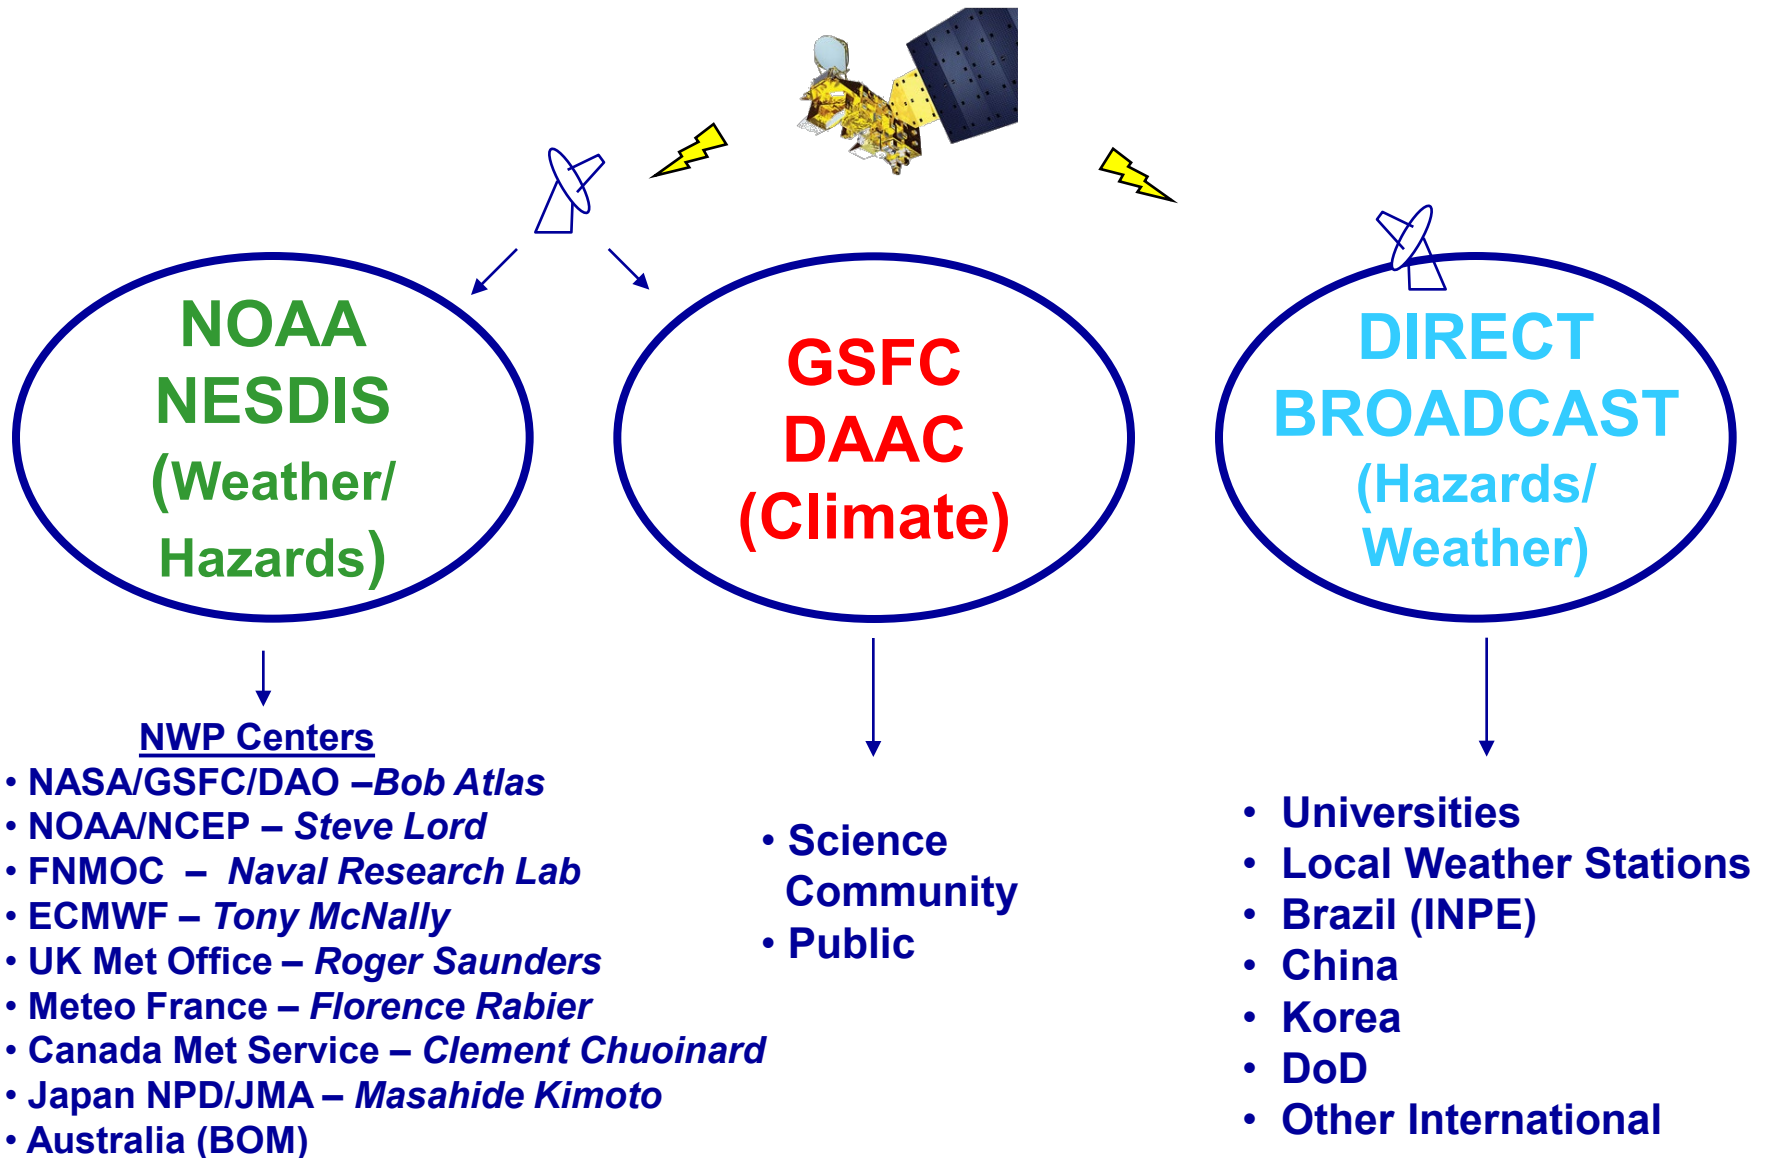 NOAA
NESDIS
(Weather/
Hazards)
GSFC
DAAC
(Climate)
DIRECT
BROADCAST
(Hazards/
Weather)
NWP Centers
• NASA/GSFC/DAO –Bob Atlas
• NOAA/NCEP – Steve Lord
• FNMOC – Naval Research Lab
• ECMWF – Tony McNally
• UK Met Office – Roger Saunders
• Meteo France – Florence Rabier
• Canada Met Service – Clement Chuoinard
• Japan NPD/JMA – Masahide Kimoto
• Australia (BOM)
• Science
Community
• Public
• Universities
• Local Weather Stations
• Brazil (INPE)
• China
• Korea
• DoD
• Other International